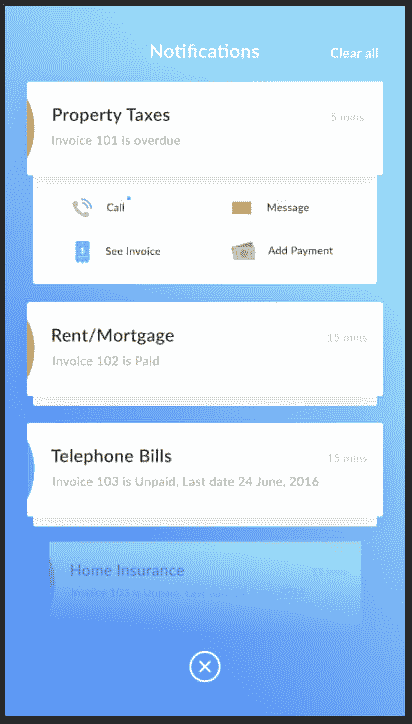 Notifications
Clear all
Property Taxes
5 mins
Invoice 101 is overdue
Call
Message
See Invoice
Add Payment
Rent/Mortgage
15 mins
Invoice 102 is Paid
Telephone Bills
15 mins
Invoice 103 is Unpaid, Last date 24 June, 2016
Home Insurance
Invoice 103 is Unpaid, Last